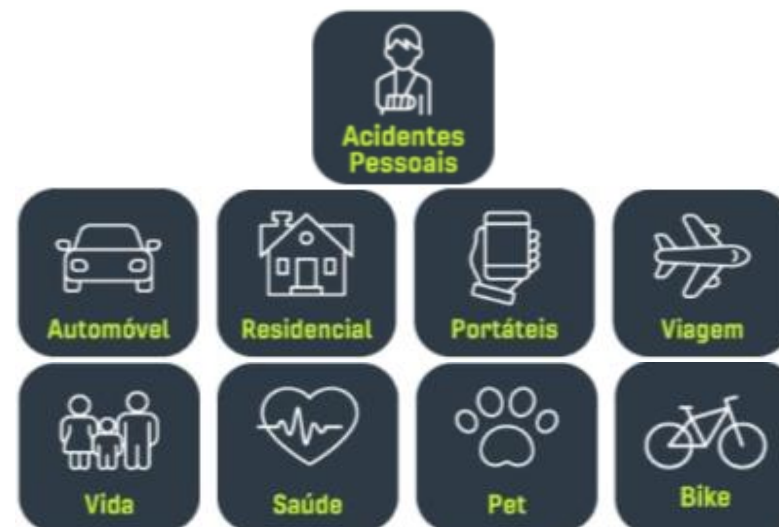 Acidentes
Pessoais
Automóvel
Residencial
Portáteis
Viagem
Vida
Saúde
Pet
Bike